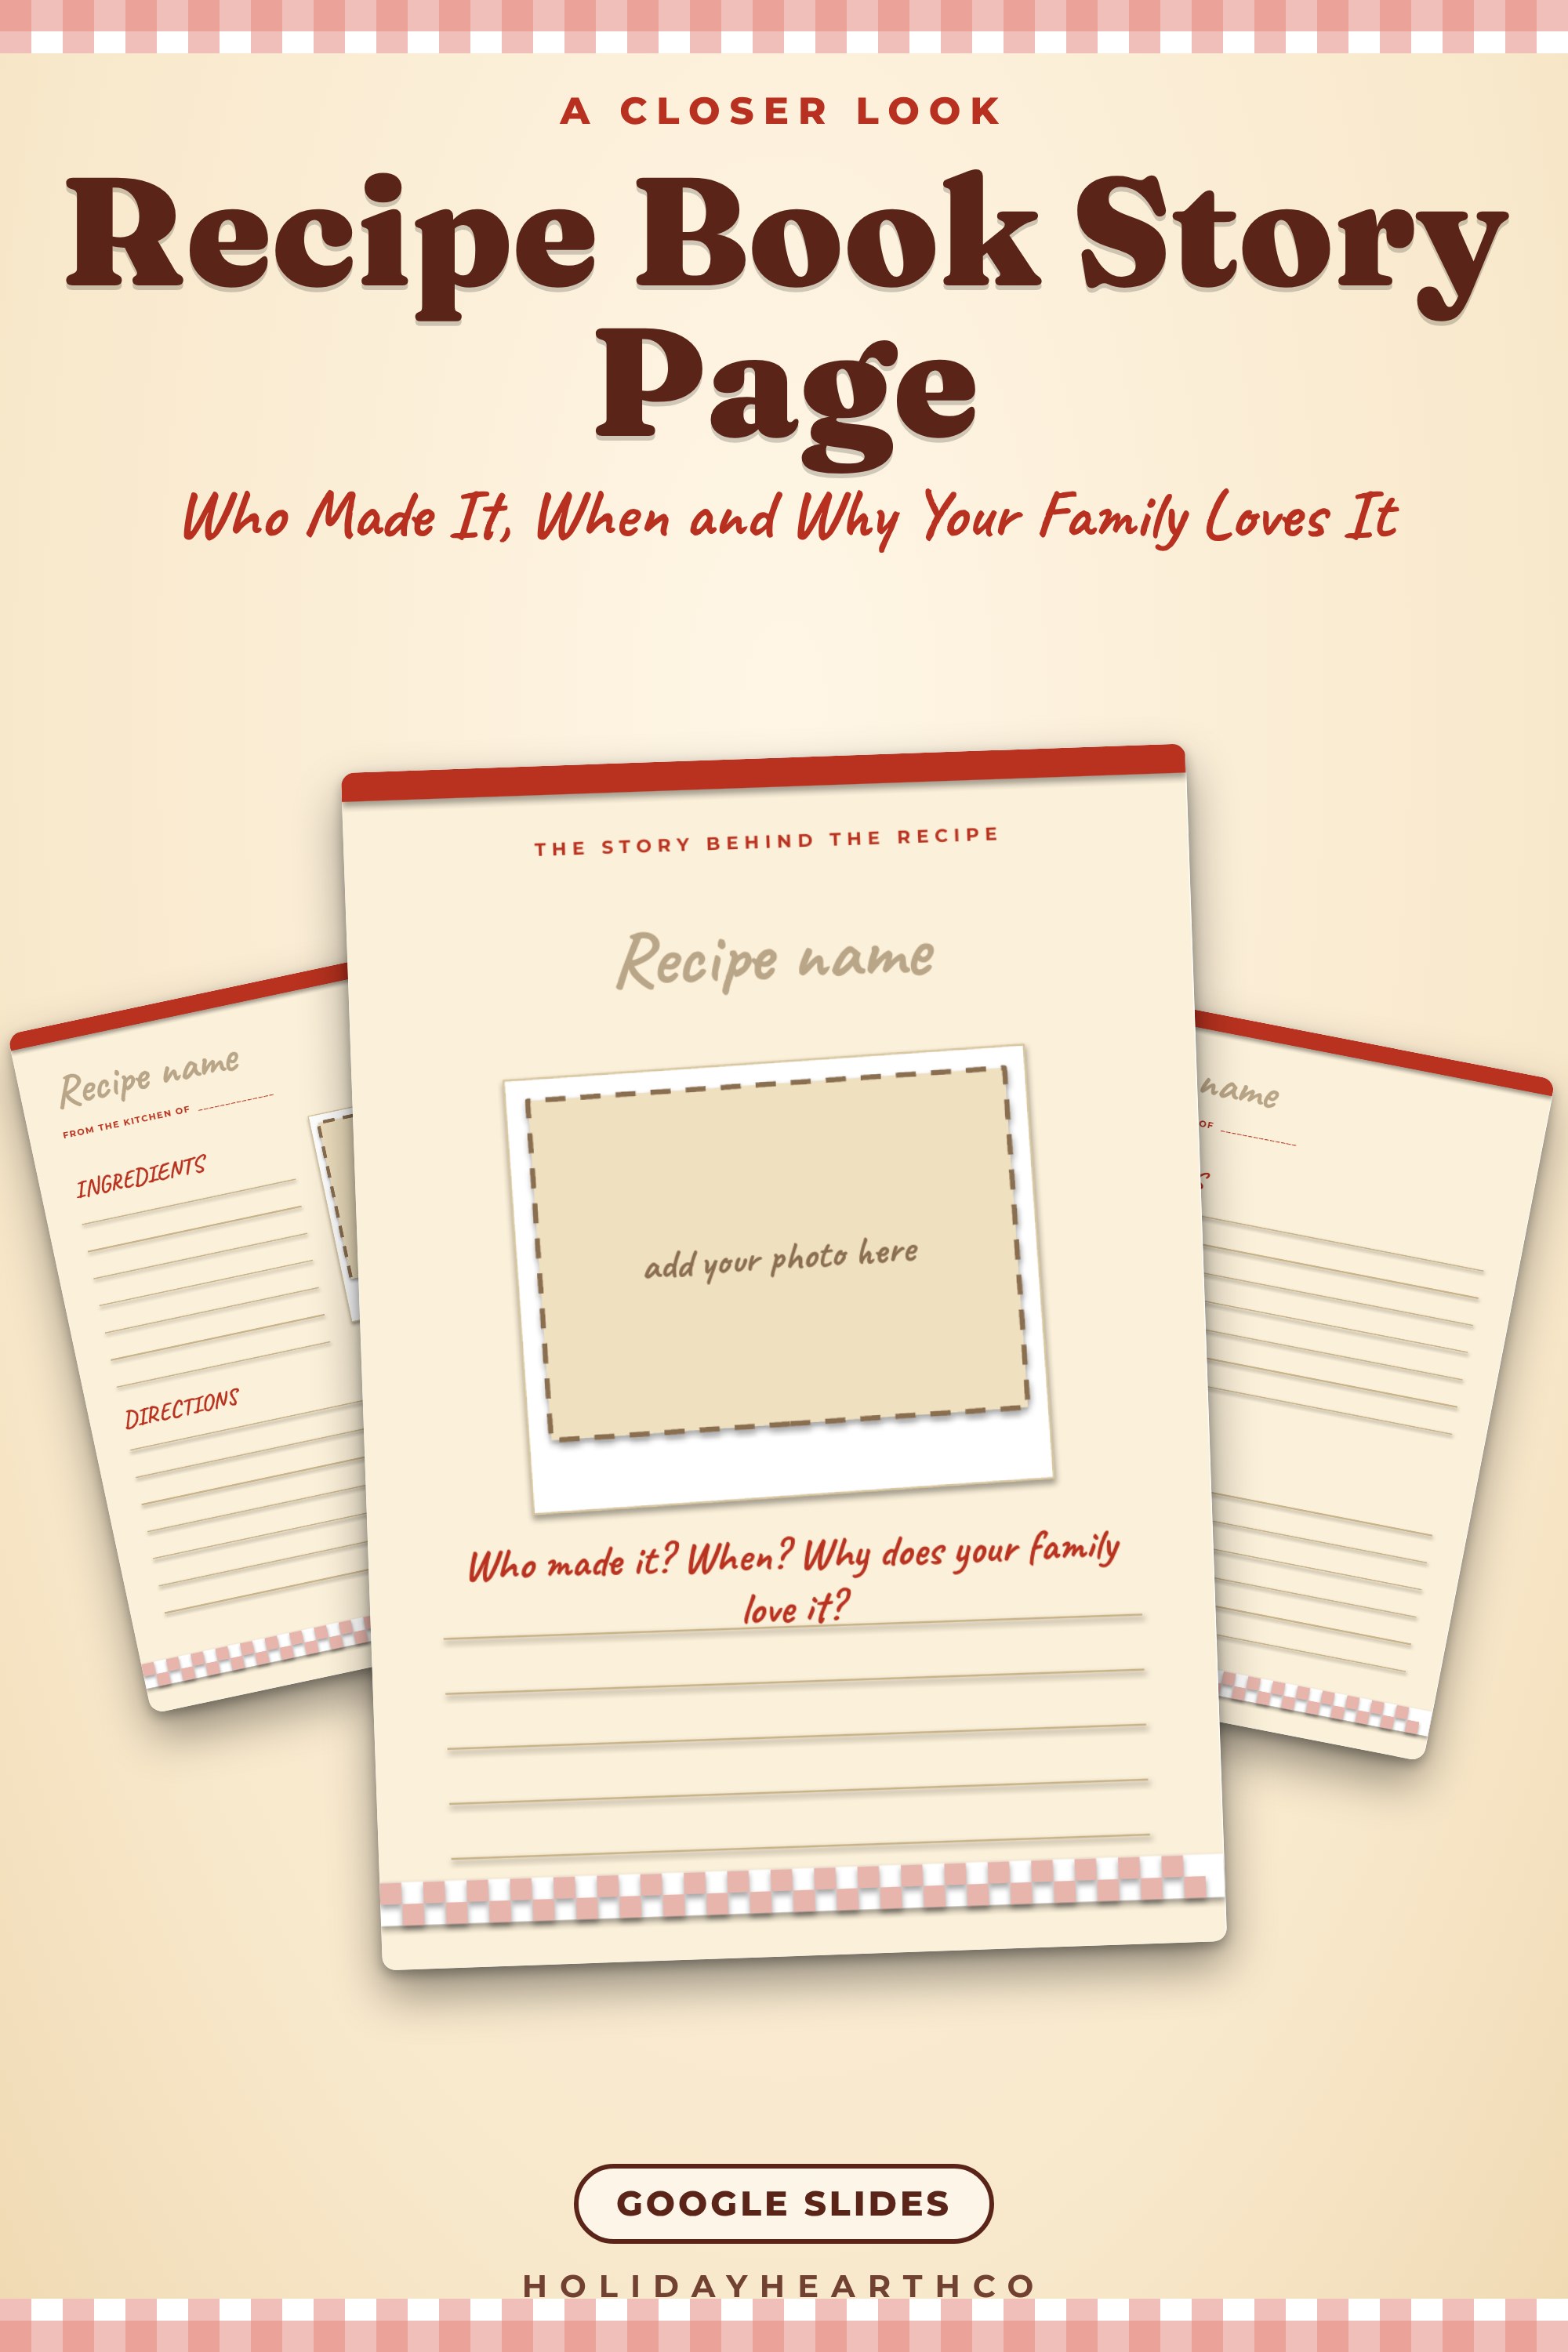 A CLOSER LOOK
Recipe Book Story
Page
Who Made It, When and Why Your Family Loves It
THE STORY BEHIND THE RECIPE
Recipe name
add your photo here
Who made it? When? Why does your family
love it?
Recipe name
FROM THE KITCHEN OF
INGREDIENTS
DIRECTIONS
name
OF
S
GOOGLE SLIDES
HOLIDAYHEARTHCO